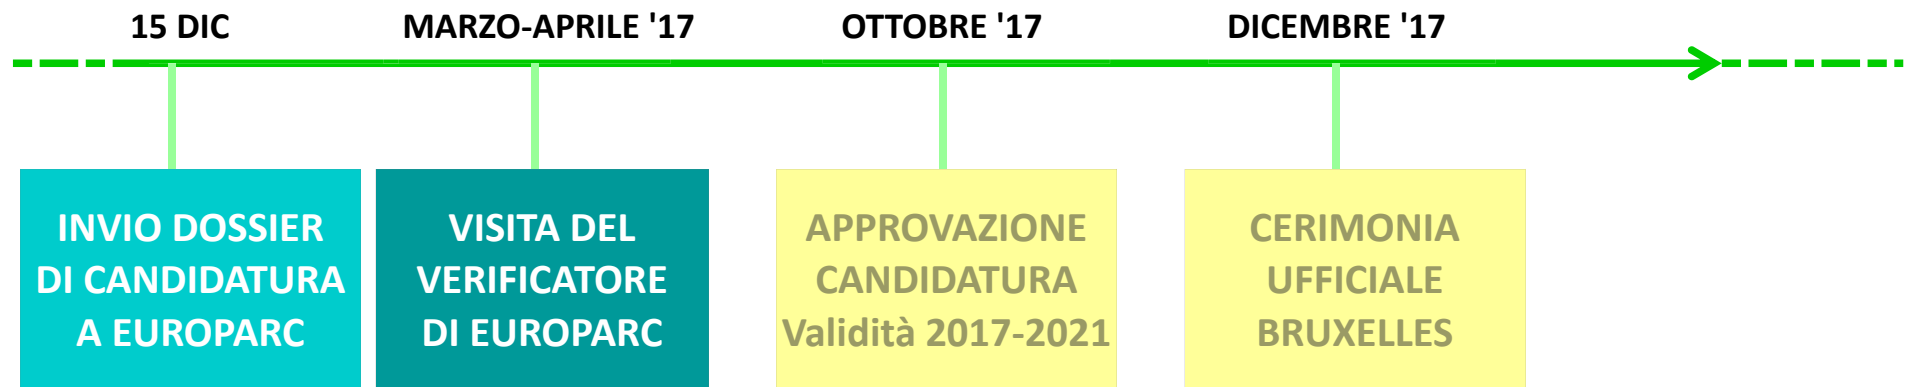 15 DIC
MARZO-APRILE '17
OTTOBRE '17
DICEMBRE '17
INVIO DOSSIER
DI CANDIDATURA
A EUROPARC
VISITA DEL
VERIFICATORE
DI EUROPARC
APPROVAZIONE
CANDIDATURA
Validità 2017-2021
CERIMONIA
UFFICIALE
BRUXELLES